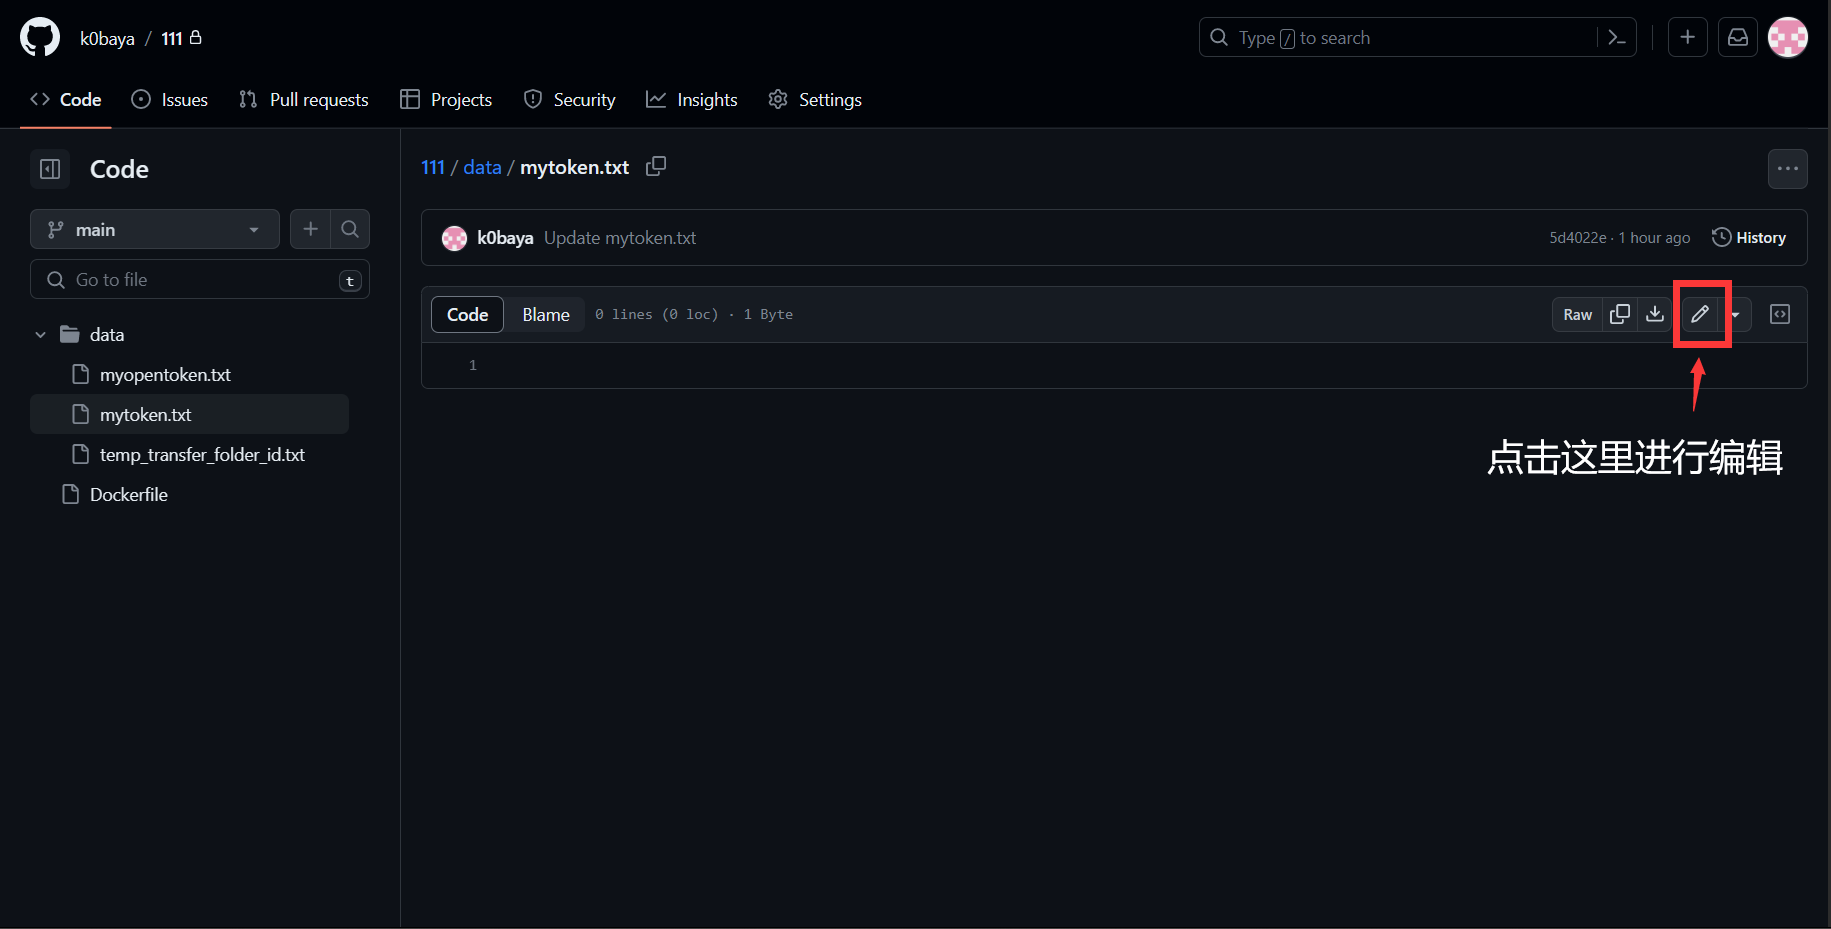 k0baya / 111
Type / to search
Code Issues Pull requests Projects Security Insights Settings
Code
main
Go to file t
data
myopentoken.txt
mytoken.txt
temp_transfer_folder_id.txt
Dockerfile
111 / data / mytoken.txt
k0baya Update mytoken.txt 5d4022e · 1 hour ago History
Code Blame 0 lines (0 loc) · 1 Byte Raw
1
点击这里进行编辑